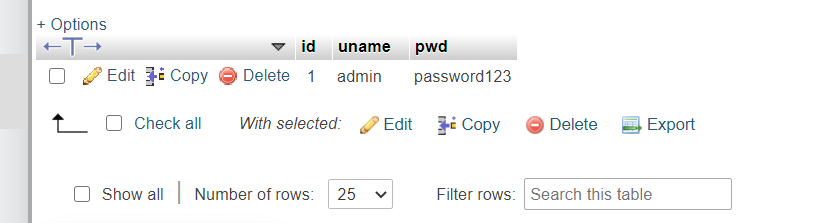 + Options
id uname pwd
Edit Copy Delete 1 admin password123
Check all With selected: Edit Copy Delete Export
Show all Number of rows: 25 Filter rows: Search this table